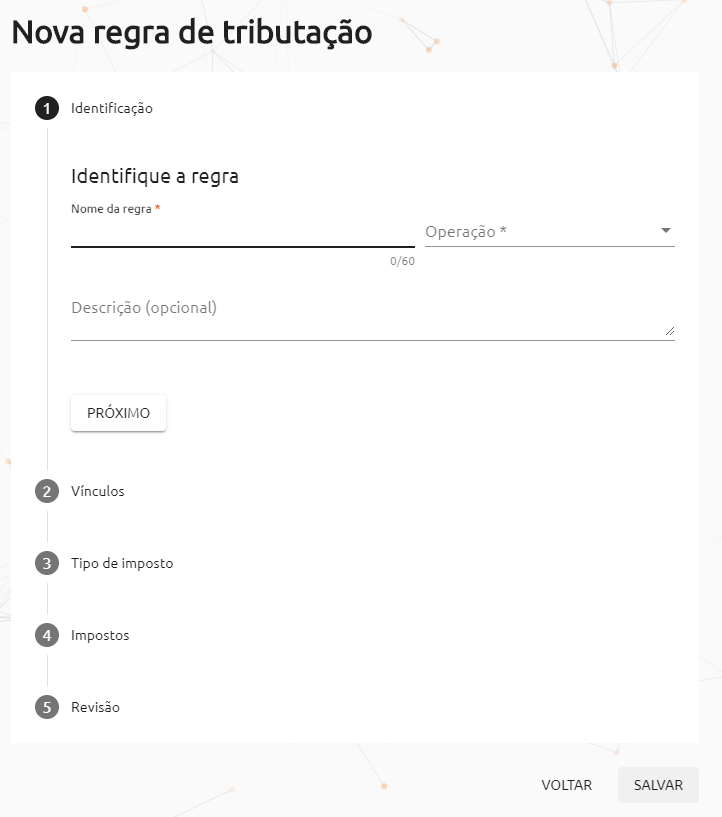 Nova regra de tributação
1 Identificação
Identifique a regra
Nome da regra *
Operação *
0/60
Descrição (opcional)
PRÓXIMO
2 Vínculos
3 Tipo de imposto
4 Impostos
5 Revisão
VOLTAR SALVAR